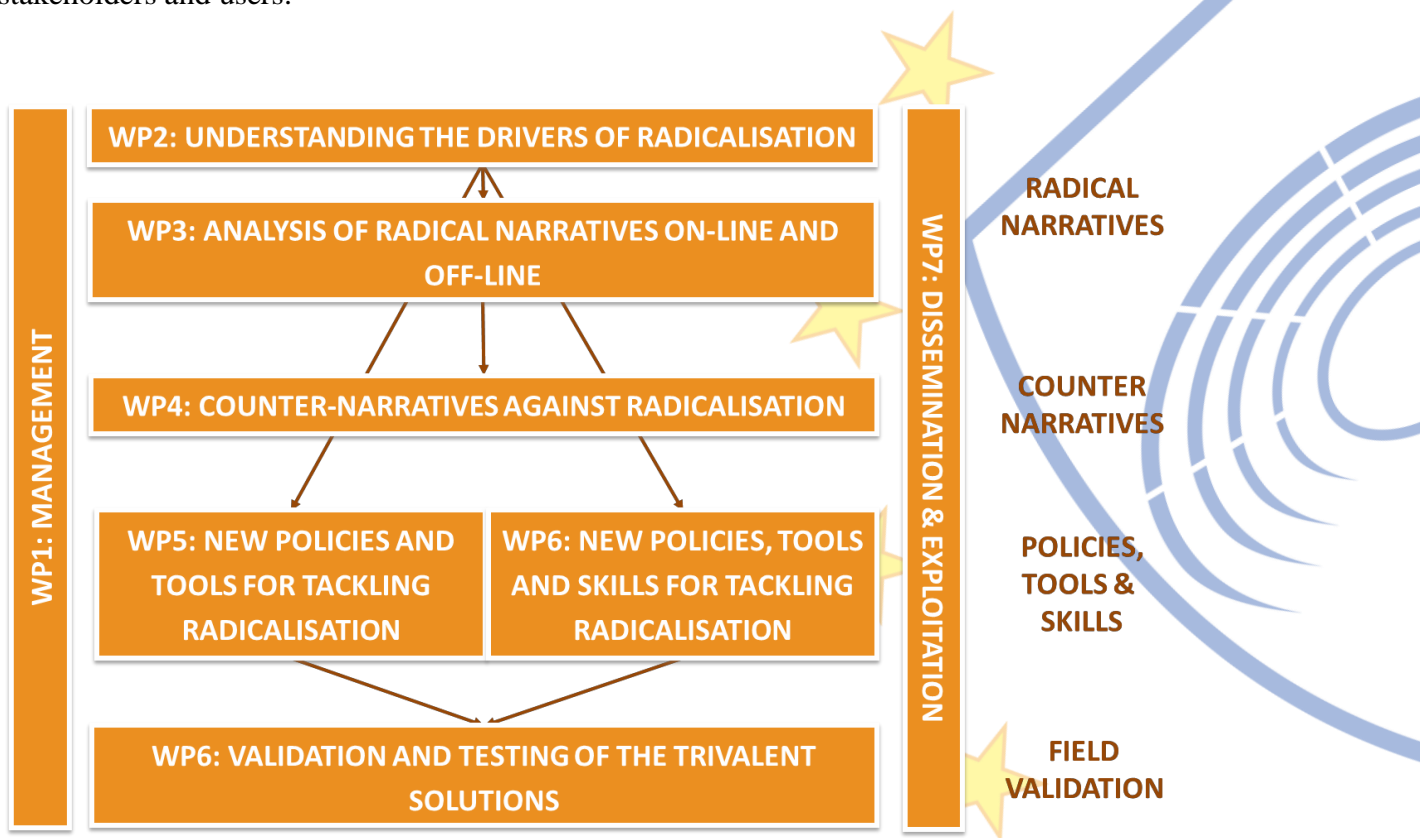 stakeholders and users.
WP1: MANAGEMENT
WP2: UNDERSTANDING THE DRIVERS OF RADICALISATION
WP3: ANALYSIS OF RADICAL NARRATIVES ON-LINE AND
OFF-LINE
WP4: COUNTER-NARRATIVES AGAINST RADICALISATION
WP5: NEW POLICIES AND
TOOLS FOR TACKLING
RADICALISATION
WP6: NEW POLICIES, TOOLS
AND SKILLS FOR TACKLING
RADICALISATION
WP6: VALIDATION AND TESTING OF THE TRIVALENT
SOLUTIONS
WP7: DISSEMINATION & EXPLOITATION
RADICAL
NARRATIVES
COUNTER
NARRATIVES
POLICIES,
TOOLS &
SKILLS
FIELD
VALIDATION